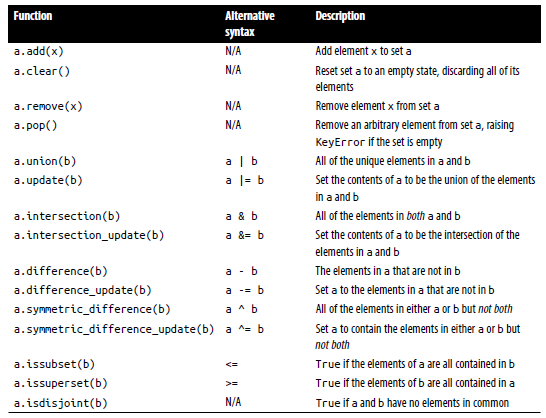 Function Alternative syntax Description
a.add(x) N/A Add element x to set a
a.clear() N/A Reset set a to an empty state, discarding all of its
elements
a.remove(x) N/A Remove element x from set a
a.pop() N/A Remove an arbitrary element from set a, raising
KeyError if the set is empty
a.union(b) a | b All of the unique elements in a and b
a.update(b) a |= b Set the contents of a to be the union of the elements
in a and b
a.intersection(b) a & b All of the elements in both a and b
a.intersection_update(b) a &= b Set the contents of a to be the intersection of the
elements in a and b
a.difference(b) a - b The elements in a that are not in b
a.difference_update(b) a -= b Set a to the elements in a that are not in b
a.symmetric_difference(b) a ^ b All of the elements in either a or b but not both
a.symmetric_difference_update(b) a ^= b Set a to contain the elements in either a or b but
not both
a.issubset(b) <= True if the elements of a are all contained in b
a.issuperset(b) >= True if the elements of b are all contained in a
a.isdisjoint(b) N/A True if a and b have no elements in common